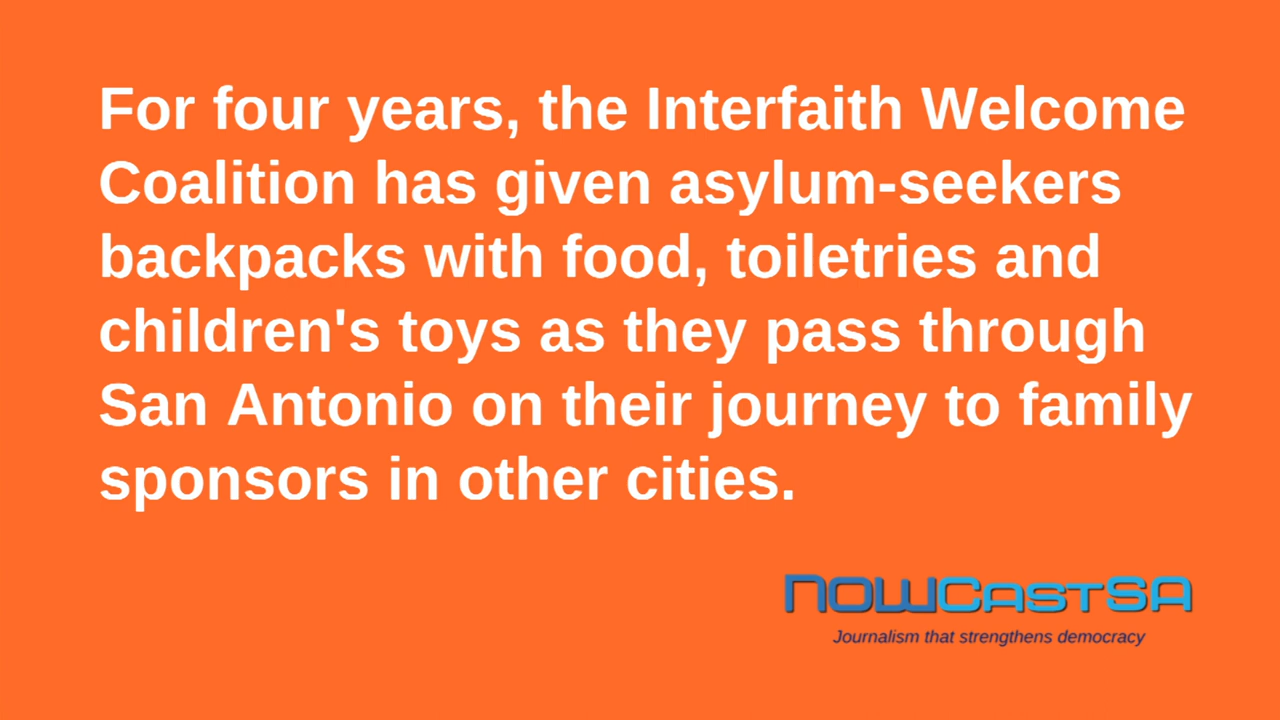 For four years, the Interfaith Welcome
Coalition has given asylum-seekers
backpacks with food, toiletries and
children's toys as they pass through
San Antonio on their journey to family
sponsors in other cities.
NOWCastSA
Journalism that strengthens democracy